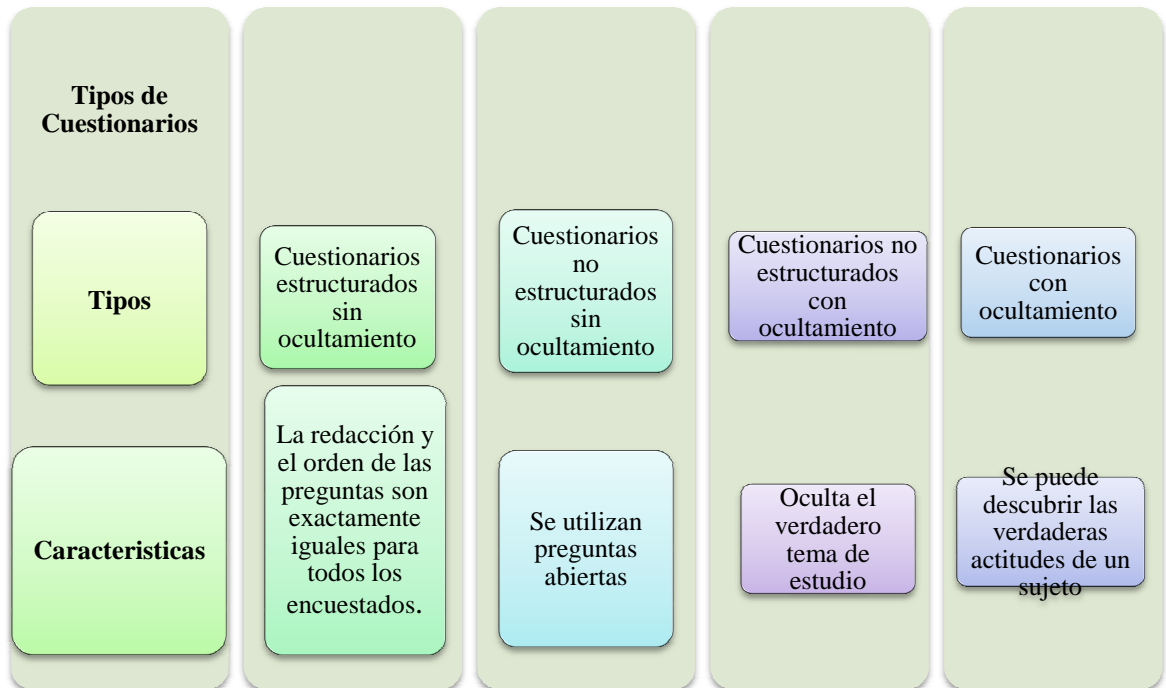 Tipos de
Cuestionarios
Tipos
Cuestionarios
estructurados
sin
ocultamiento
Cuestionarios
no
estructurados
sin
ocultamiento
Cuestionarios no
estructurados
con
ocultamiento
Cuestionarios
con
ocultamiento
Caracteristicas
La redacción y
el orden de las
preguntas son
exactamente
iguales para
todos los
encuestados.
Se utilizan
preguntas
abiertas
Oculta el
verdadero
tema de
estudio
Se puede
descubrir las
verdaderas
actitudes de un
sujeto